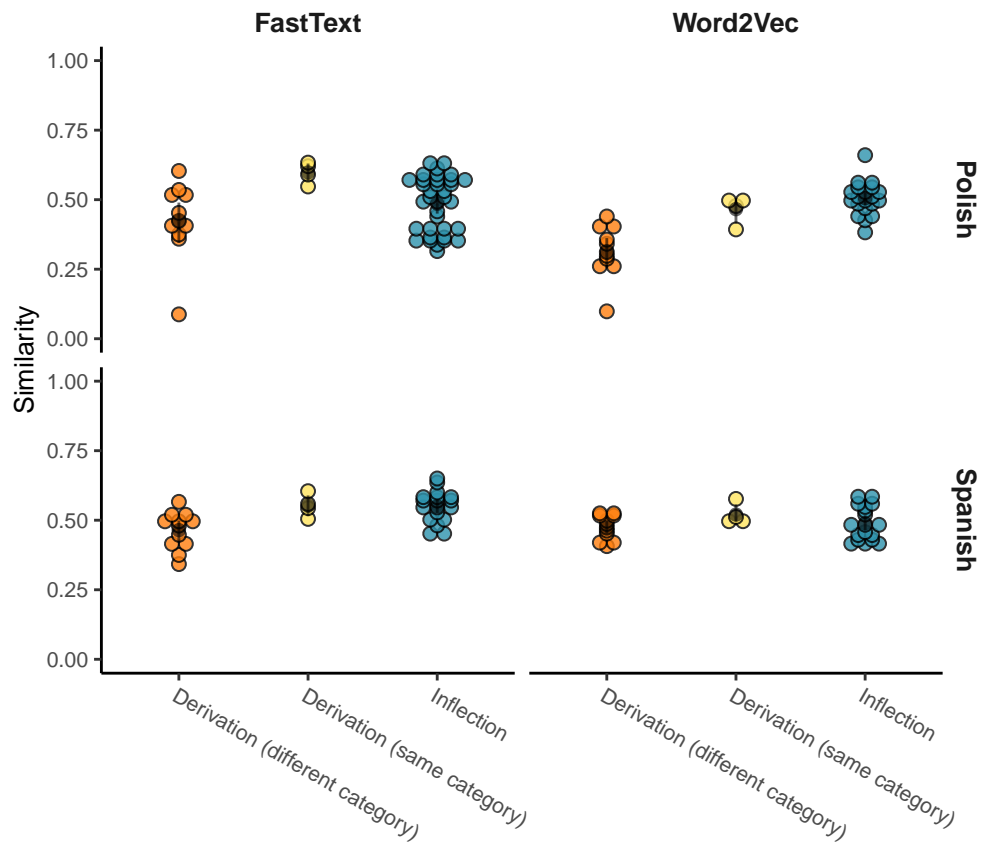 FastText
Word2Vec
Similarity
1.00
0.75
0.50
0.25
0.00
Polish
1.00
0.75
0.50
0.25
0.00
Spanish
Derivation (different category)
Derivation (same category)
Inflection
Derivation (different category)
Derivation (same category)
Inflection